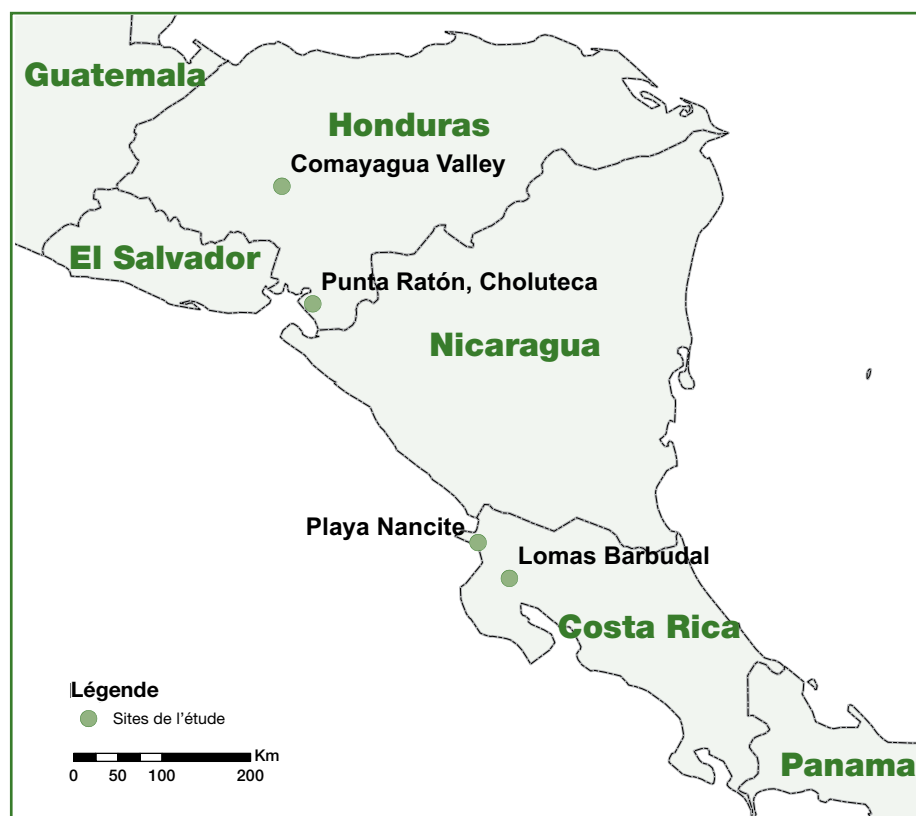 Guatemala
Honduras
Comayagua Valley
El Salvador
Punta Ratón, Choluteca
Nicaragua
Playa Nancite
Lomas Barbudal
Costa Rica
Légende
Sites de l'étude
Km
0 50 100 200
Panama